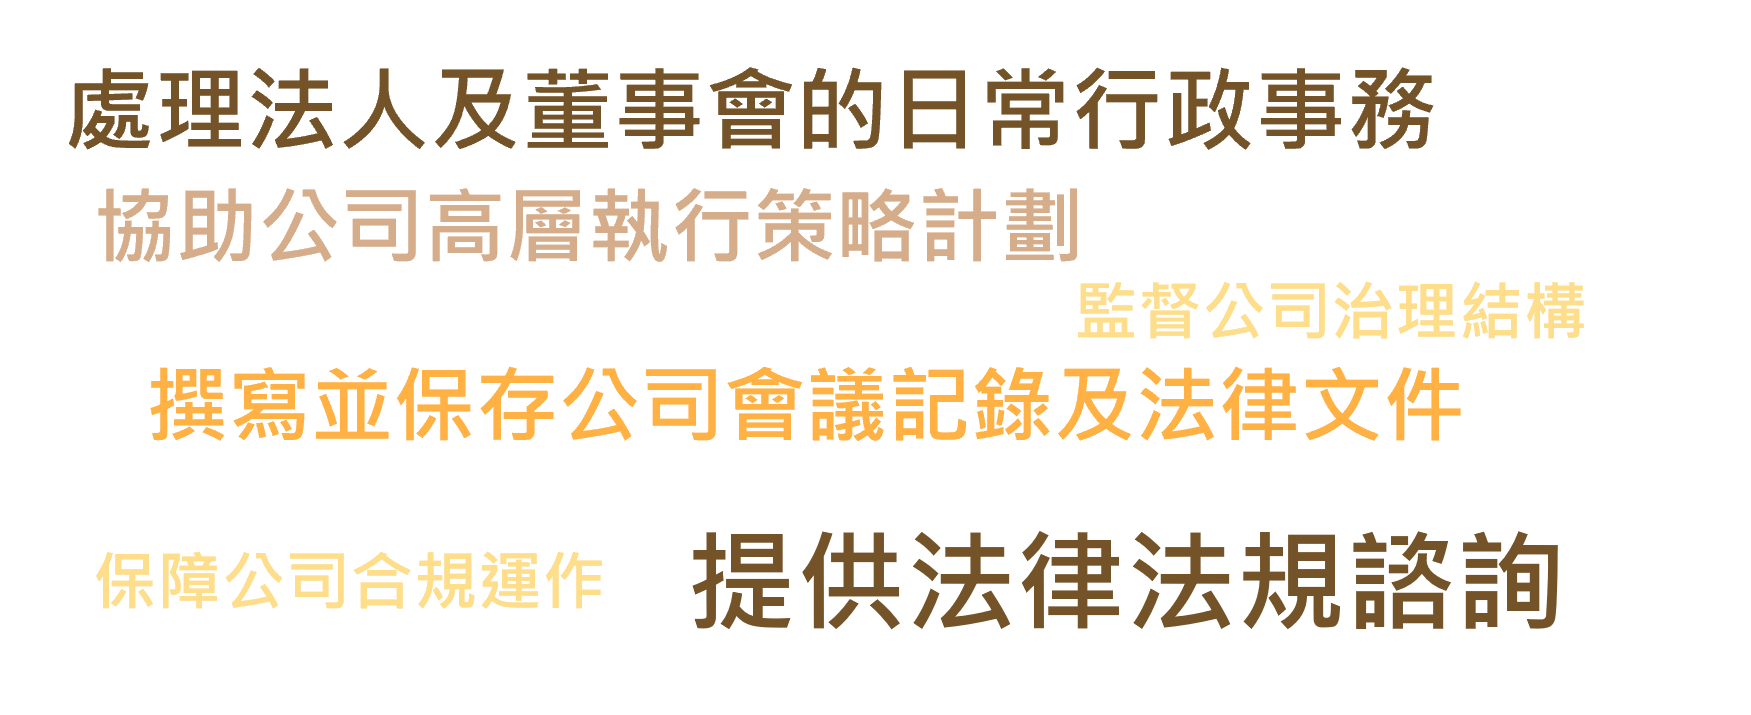 處理法人及董事會的日常行政事務
協助公司高層執行策略計劃
監督公司治理結構
撰寫並保存公司會議記錄及法律文件
保障公司合規運作
提供法律法規諮詢